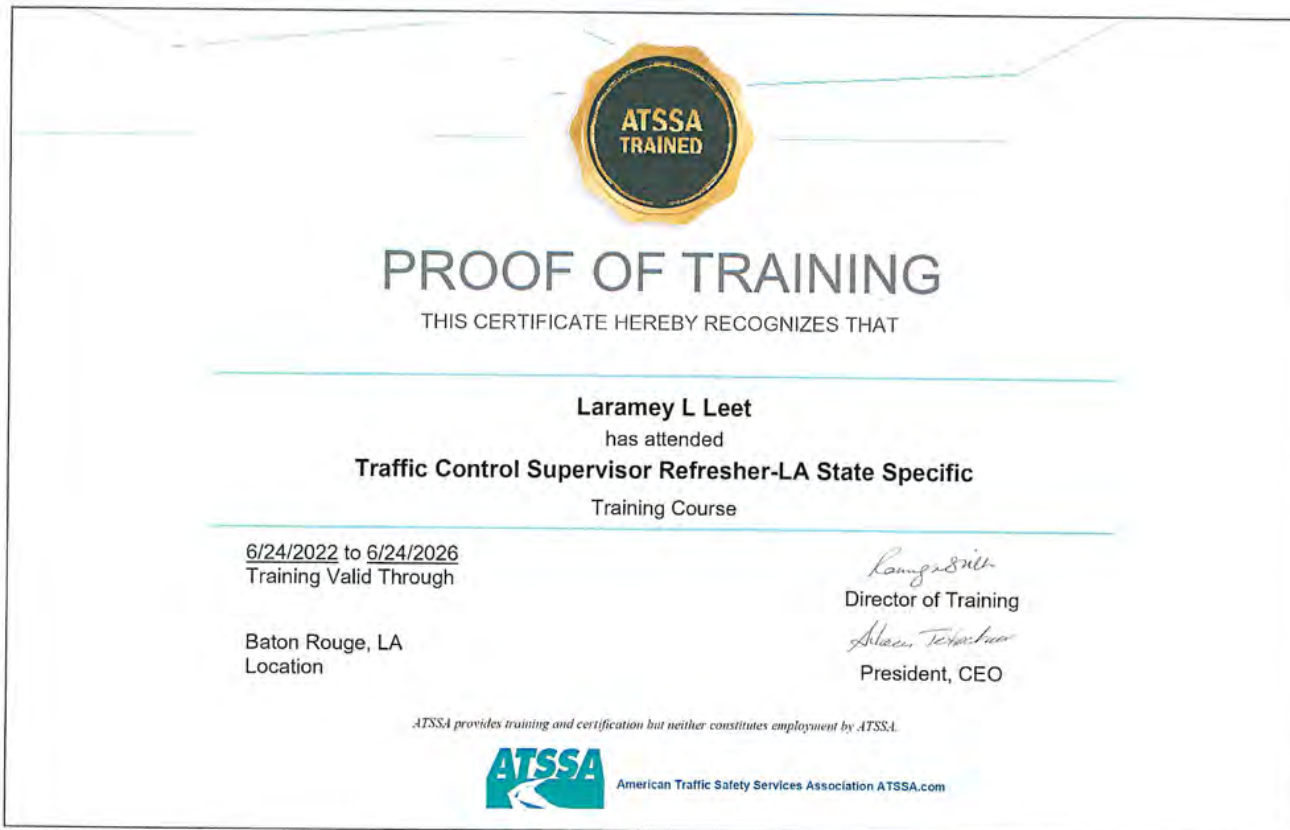 ATSSA
TRAINED
PROOF OF TRAINING
THIS CERTIFICATE HEREBY RECOGNIZES THAT
Laramey L Leet
has attended
Traffic Control Supervisor Refresher-LA State Specific
Training Course
6/24/2022 to 6/24/2026
Training Valid Through
Director of Training
Baton Rouge, LA
Location
President, CEO
ATSSA provides training and certification but neither constitutes employment by ATSSA.
ATSSA
American Traffic Safety Services Association ATSSA.com